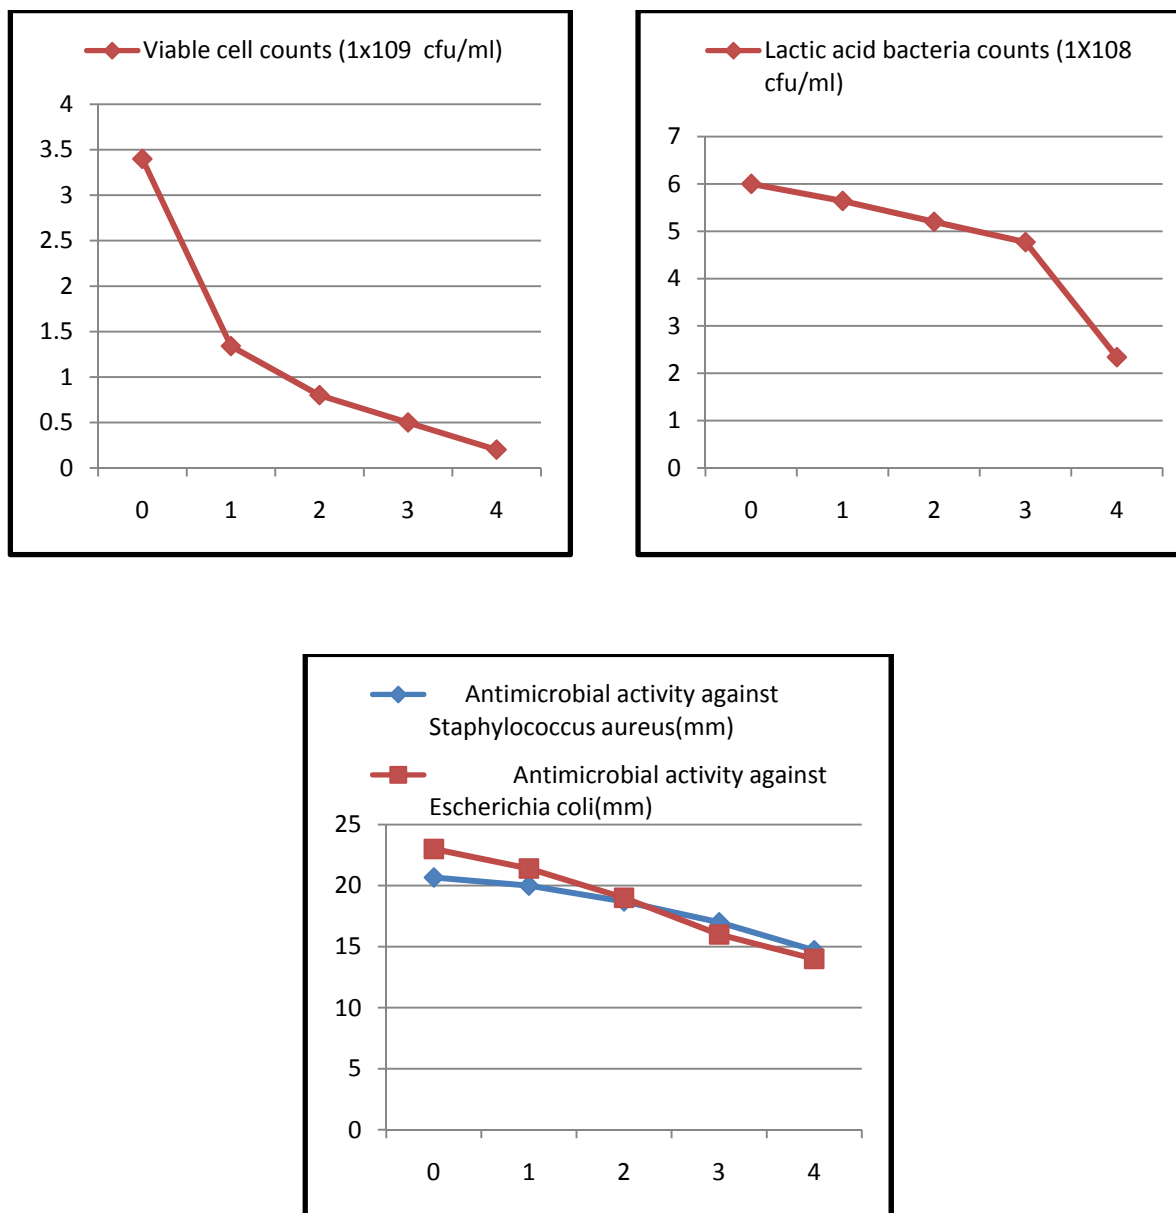 Viable cell counts (1x109  cfu/ml)
4
3.5
3
2.5
2
1.5
1
0.5
0
0 1 2 3 4
Lactic acid bacteria counts (1X108
cfu/ml)
7
6
5
4
3
2
1
0
0 1 2 3 4
Antimicrobial activity against
Staphylococcus aureus(mm)
Antimicrobial activity against
Escherichia coli(mm)
25
20
15
10
5
0
0 1 2 3 4